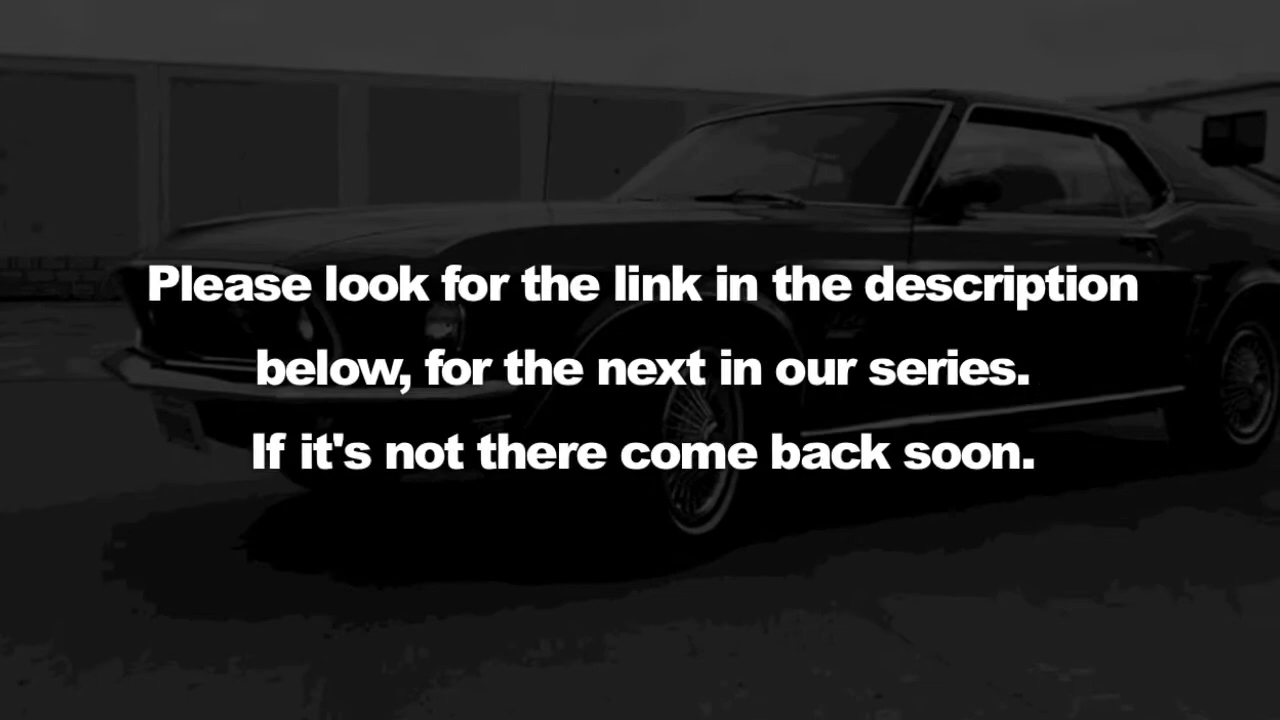 Please look for the link in the description
below, for the next in our series.
If it's not there come back soon.